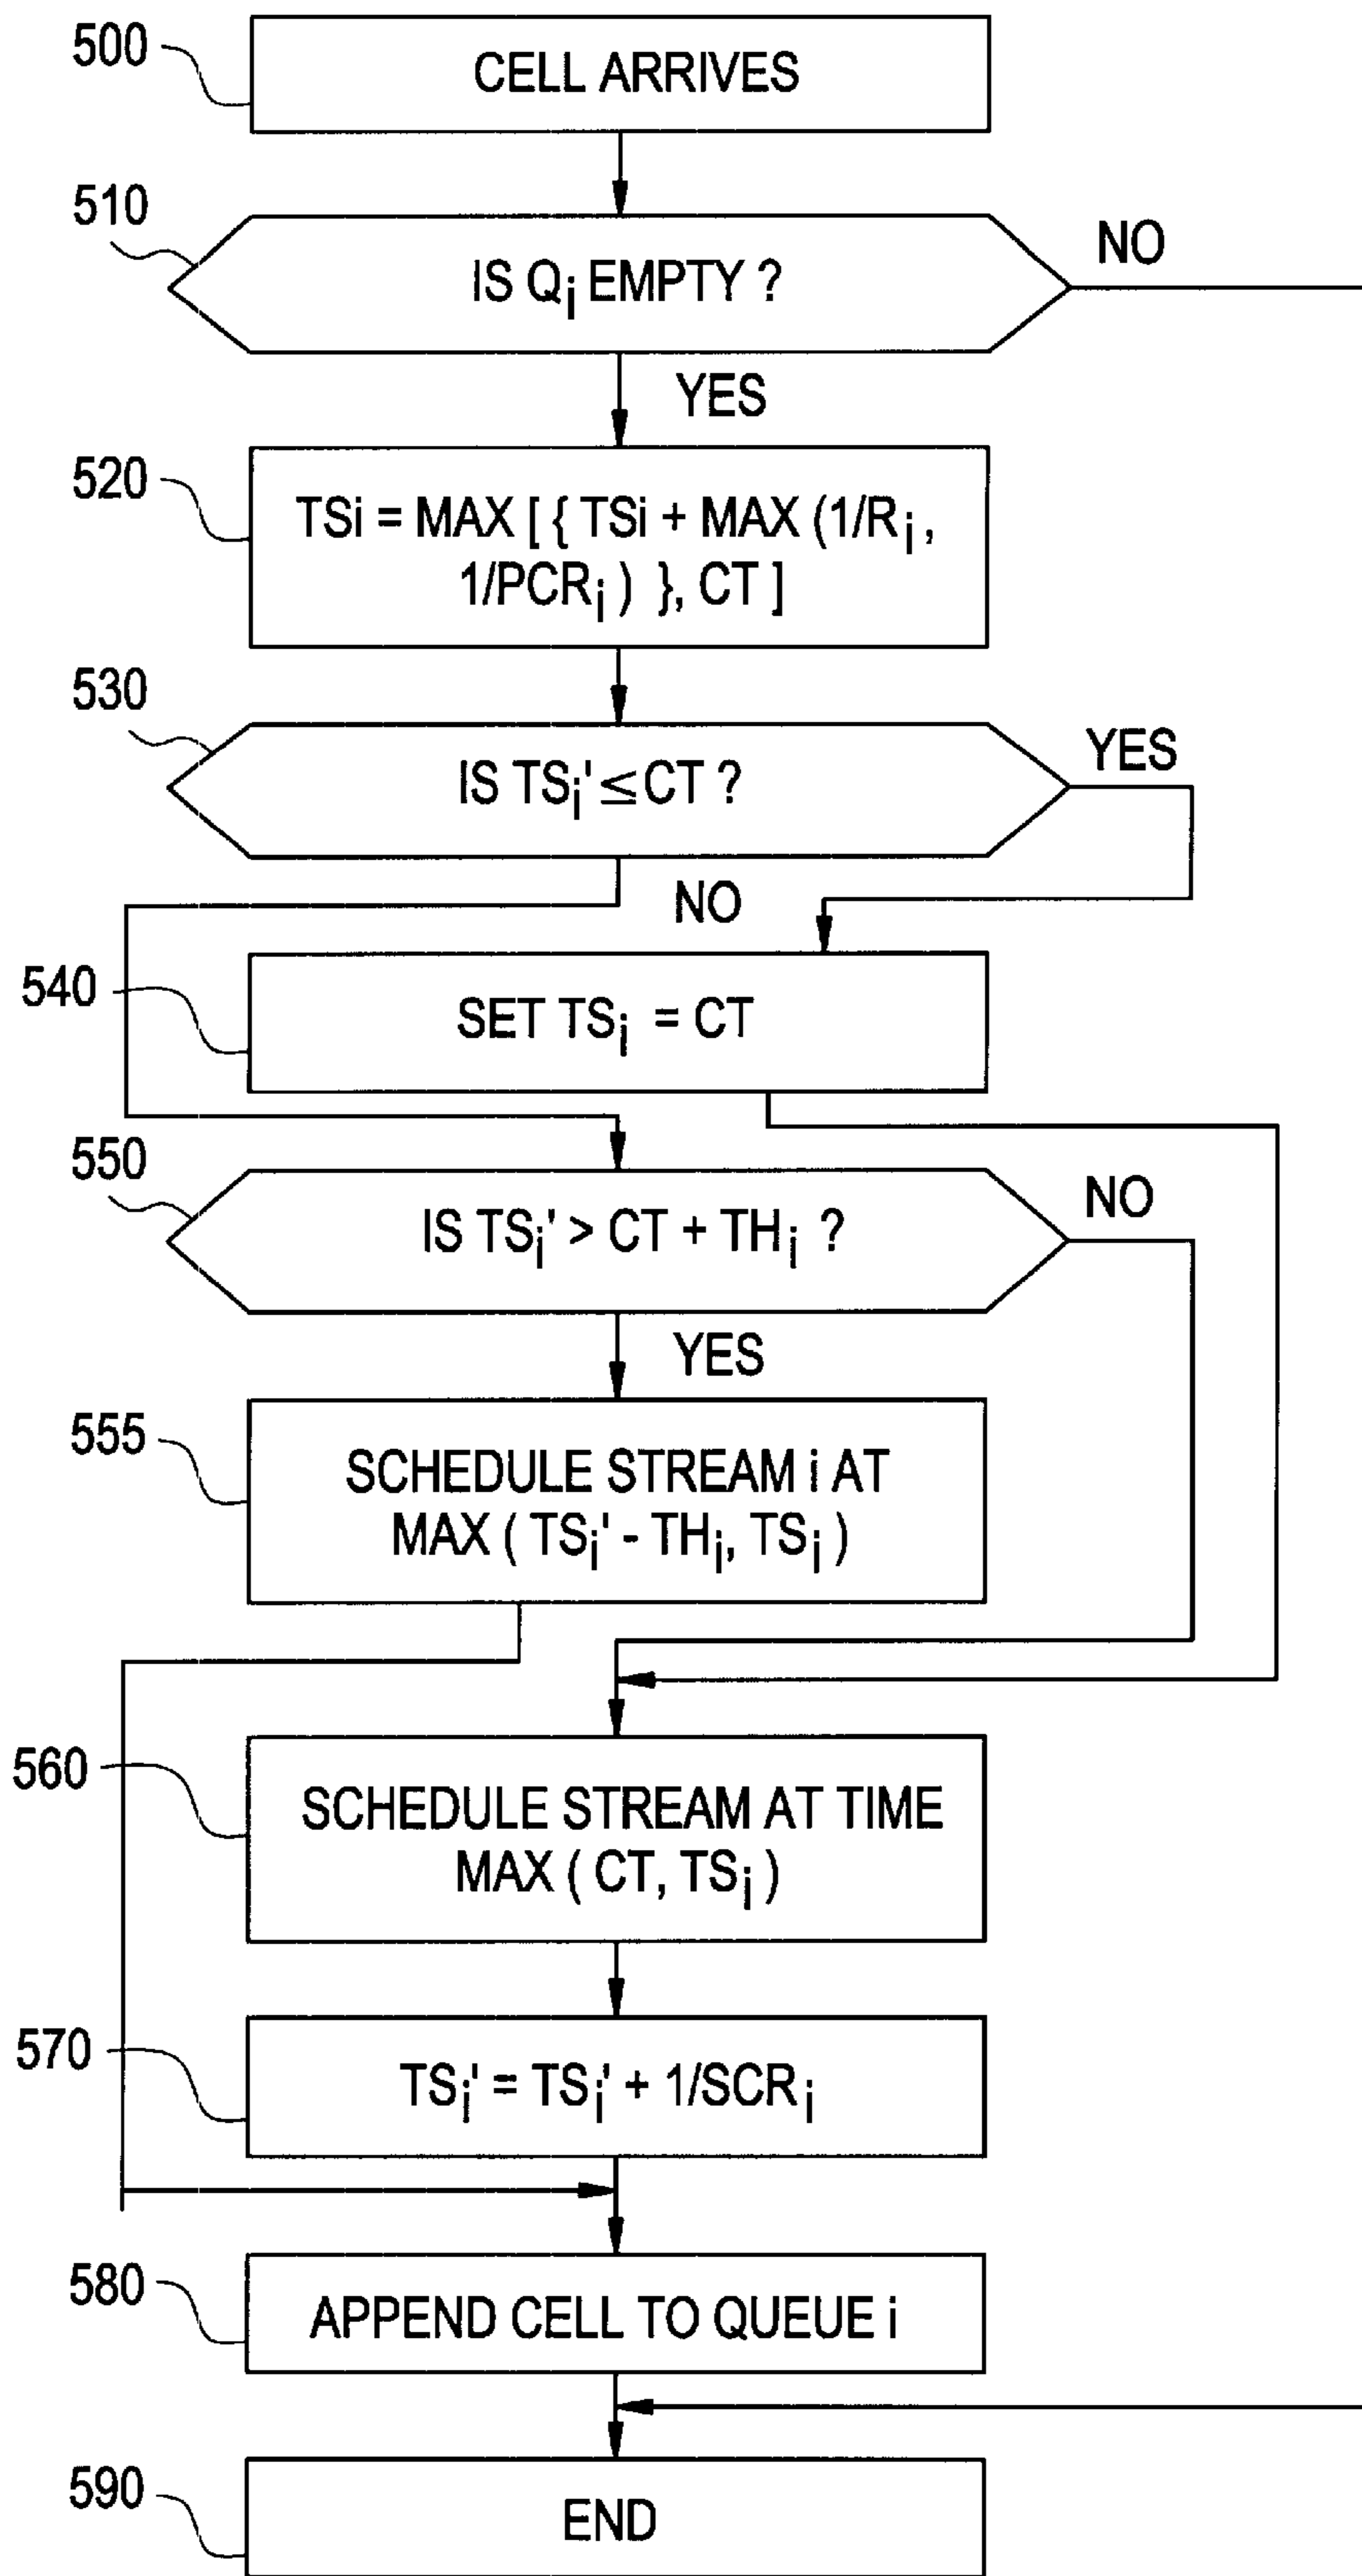 500
CELL ARRIVES
510
IS Qi EMPTY ?
NO
YES
520
TSi = MAX [ { TSi + MAX (1/Ri ,
1/PCRi ) }, CT ]
530
IS TSi' ≤ CT ?
YES
NO
540
SET TSi = CT
550
IS TSi' > CT + THi ?
NO
YES
555
SCHEDULE STREAM i AT
MAX ( TSi' - THi, TSi )
560
SCHEDULE STREAM AT TIME
MAX ( CT, TSi )
570
TSi' = TSi' + 1/SCRi
580
APPEND CELL TO QUEUE i
590
END